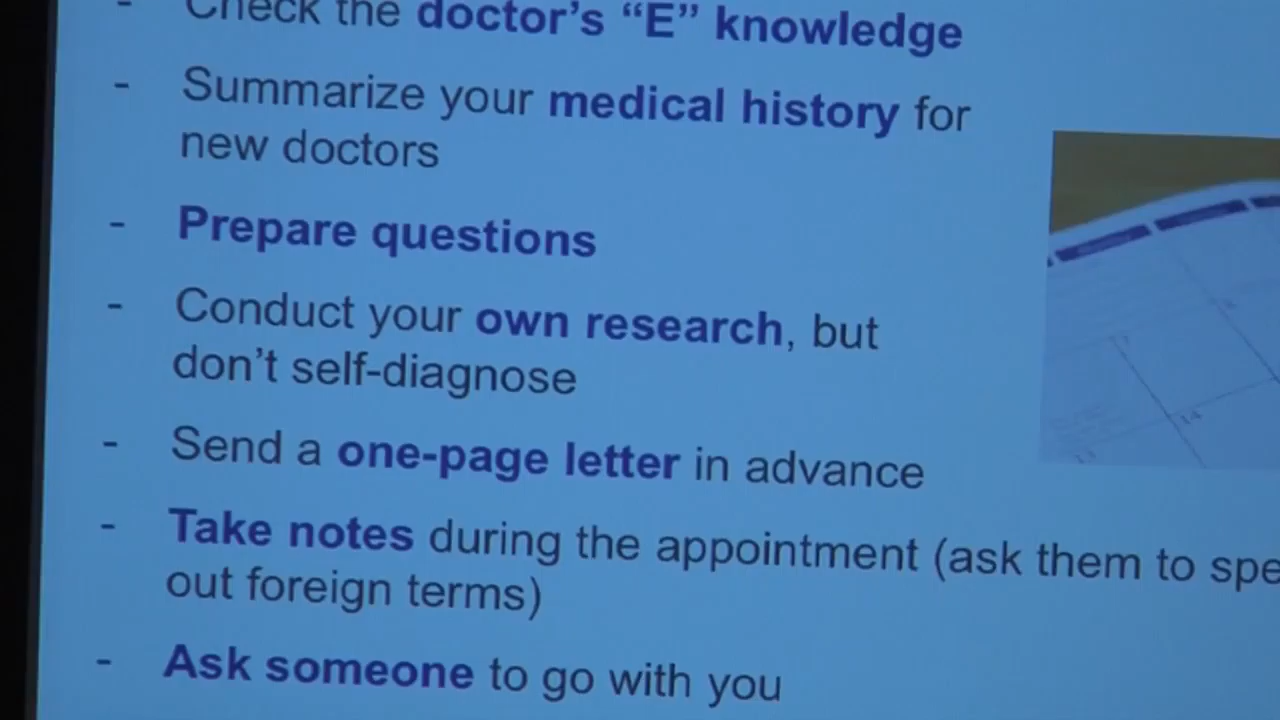 - Check the doctor's “E” knowledge
- Summarize your medical history for
new doctors
- Prepare questions
- Conduct your own research, but
don't self-diagnose
- Send a one-page letter in advance
- Take notes during the appointment (ask them to spe
out foreign terms)
- Ask someone to go with you
14